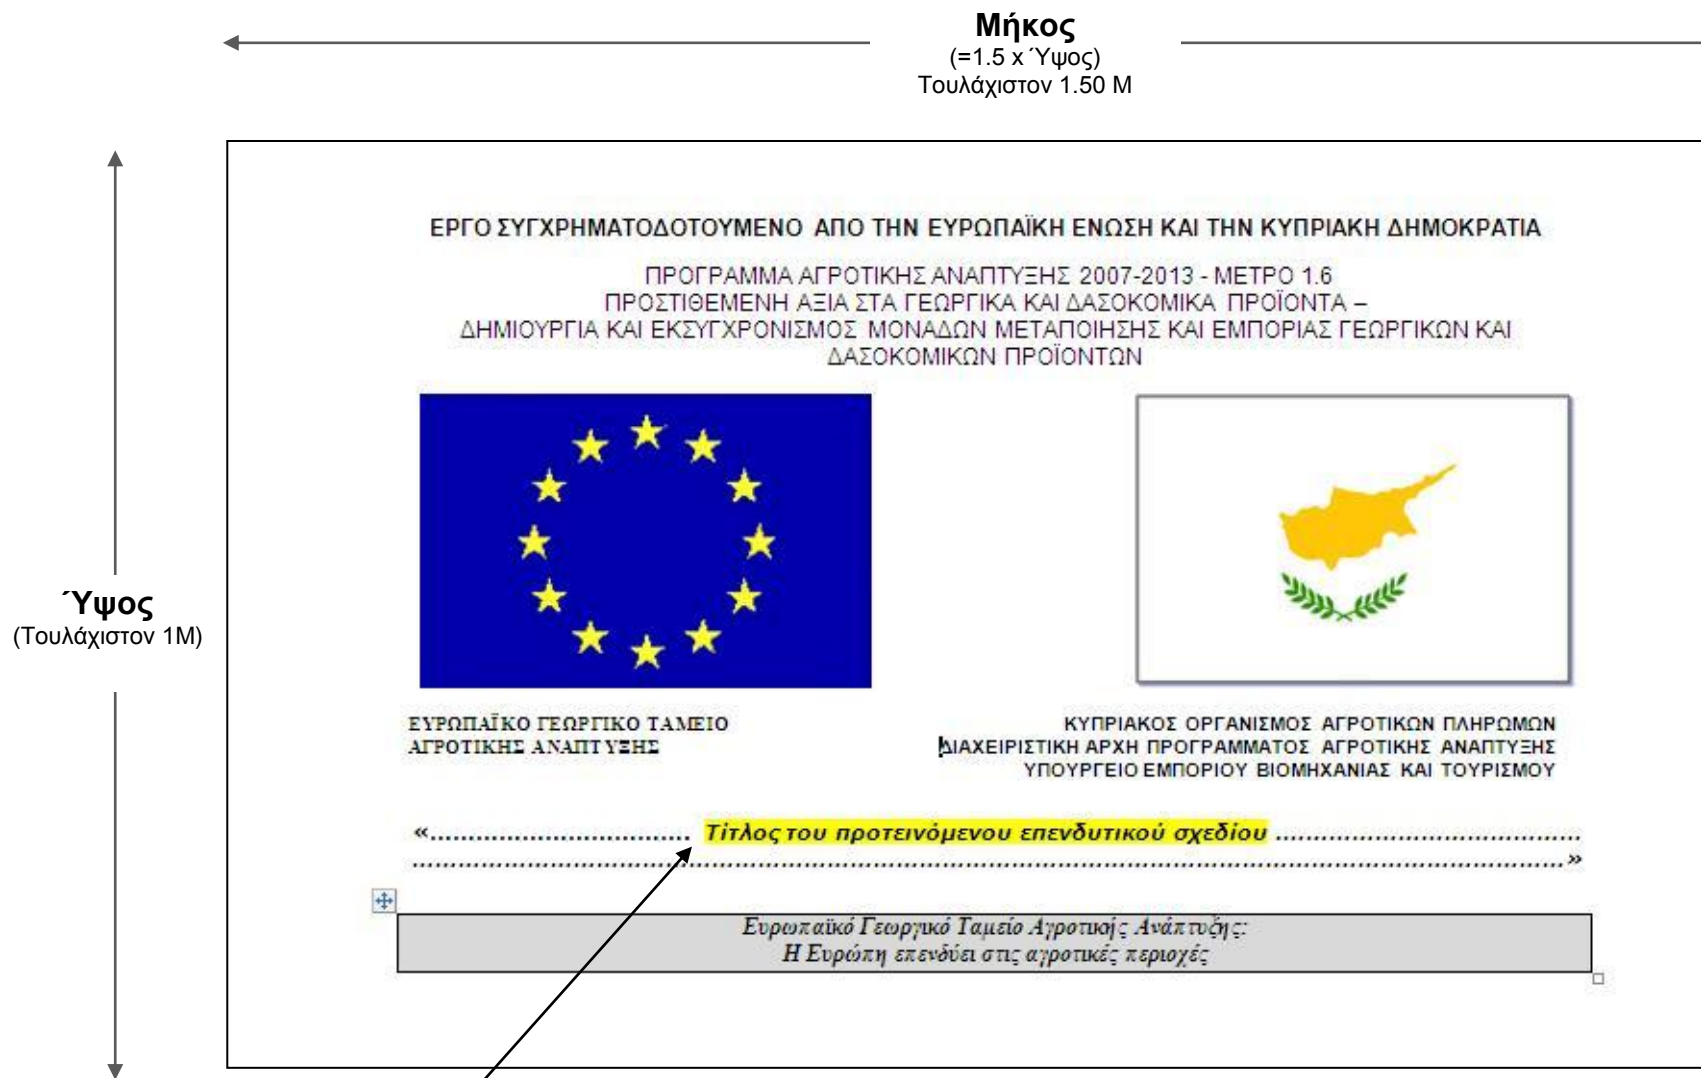 Μήκος
(=1.5 x Ύψος)
Τουλάχιστον 1.50 Μ
ΕΡΓΟ ΣΥΓΧΡΗΜΑΤΟΔΟΤΟΥΜΕΝΟ ΑΠΟ ΤΗΝ ΕΥΡΩΠΑΪΚΗ ΕΝΩΣΗ ΚΑΙ ΤΗΝ ΚΥΠΡΙΑΚΗ ΔΗΜΟΚΡΑΤΙΑ
ΠΡΟΓΡΑΜΜΑ ΑΓΡΟΤΙΚΗΣ ΑΝΑΠΤΥΞΗΣ 2007-2013 - ΜΕΤΡΟ 1.6
ΠΡΟΣΤΙΘΕΜΕΝΗ ΑΞΙΑ ΣΤΑ ΓΕΩΡΓΙΚΑ ΚΑΙ ΔΑΣΟΚΟΜΙΚΑ ΠΡΟΪΟΝΤΑ –
ΔΗΜΙΟΥΡΓΙΑ ΚΑΙ ΕΚΣΥΓΧΡΟΝΙΣΜΟΣ ΜΟΝΑΔΩΝ ΜΕΤΑΠΟΙΗΣΗΣ ΚΑΙ ΕΜΠΟΡΙΑΣ ΓΕΩΡΓΙΚΩΝ ΚΑΙ
ΔΑΣΟΚΟΜΙΚΩΝ ΠΡΟΪΟΝΤΩΝ
Ύψος
(Τουλάχιστον 1Μ)
ΕΥΡΩΠΑΪΚΟ ΓΕΩΡΓΙΚΟ ΤΑΜΕΙΟ
ΑΓΡΟΤΙΚΗΣ ΑΝΑΠΤΥΞΗΣ
ΚΥΠΡΙΑΚΟΣ ΟΡΓΑΝΙΣΜΟΣ ΑΓΡΟΤΙΚΩΝ ΠΛΗΡΩΜΩΝ
ΔΙΑΧΕΙΡΙΣΤΙΚΗ ΑΡΧΗ ΠΡΟΓΡΑΜΜΑΤΟΣ ΑΓΡΟΤΙΚΗΣ ΑΝΑΠΤΥΞΗΣ
ΥΠΟΥΡΓΕΙΟ ΕΜΠΟΡΙΟΥ ΒΙΟΜΗΧΑΝΙΑΣ ΚΑΙ ΤΟΥΡΙΣΜΟΥ
«.................................. Τίτλος του προτεινόμενου επενδυτικού σχεδίου ........................................
..............................................................................................................................»
Ευρωπαϊκό Γεωργικό Ταμείο Αγροτικής Ανάπτυξης:
Η Ευρώπη επενδύει στις αγροτικές περιοχές